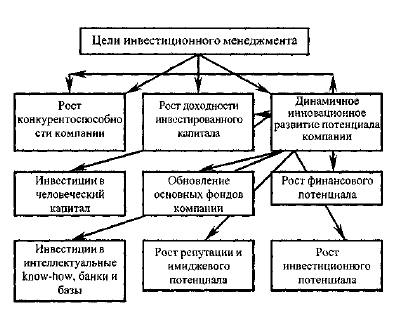 Цели инвестиционного менеджмента
Рост
конкурентоспособно
сти компании
Рост доходности
инвестированного
капитала
Динамичное
инновационное
развитие потенциала
компании
Инвестиции в
человеческий
капитал
Обновление
основных фондов
компании
Рост финансового
потенциала
Инвестиции в
интеллектуальные
know-how, банки и
базы
Рост репутации и
имиджевого
потенциала
Рост
инвестиционного
потенциала